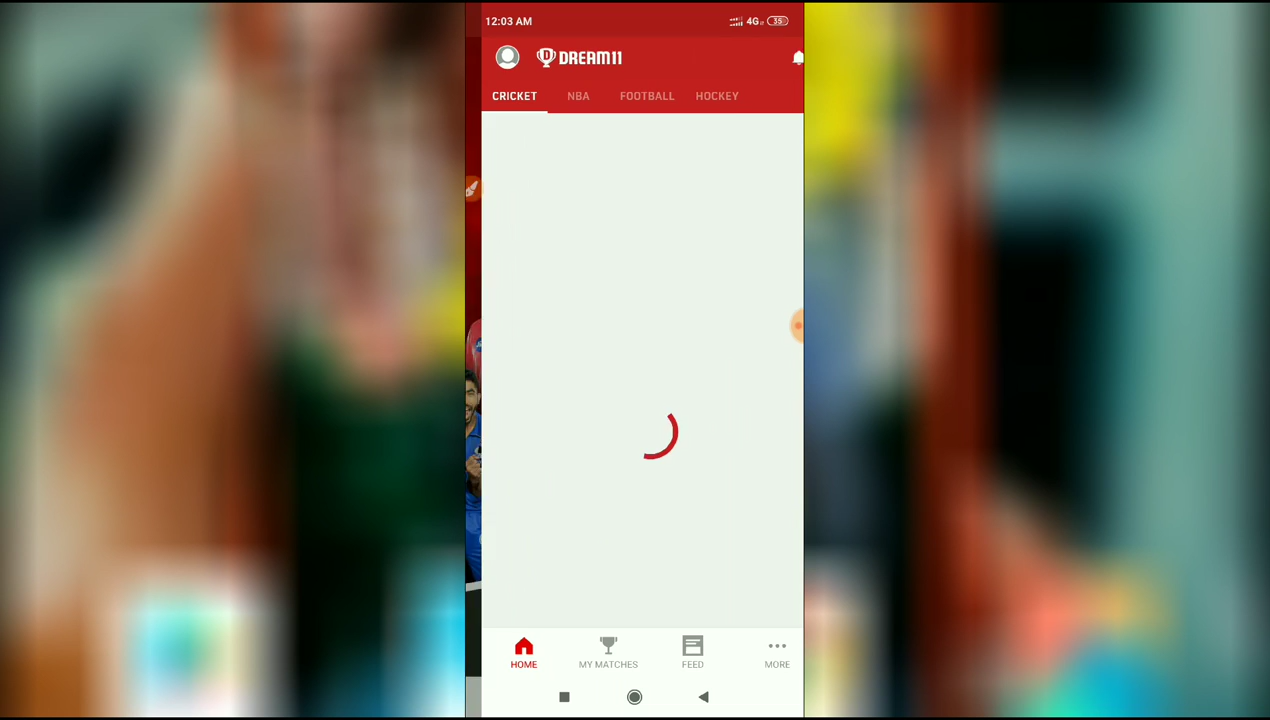 12:03 AM 4G 35
DREAM11
CRICKET NBA FOOTBALL HOCKEY
HOME MY MATCHES FEED MORE